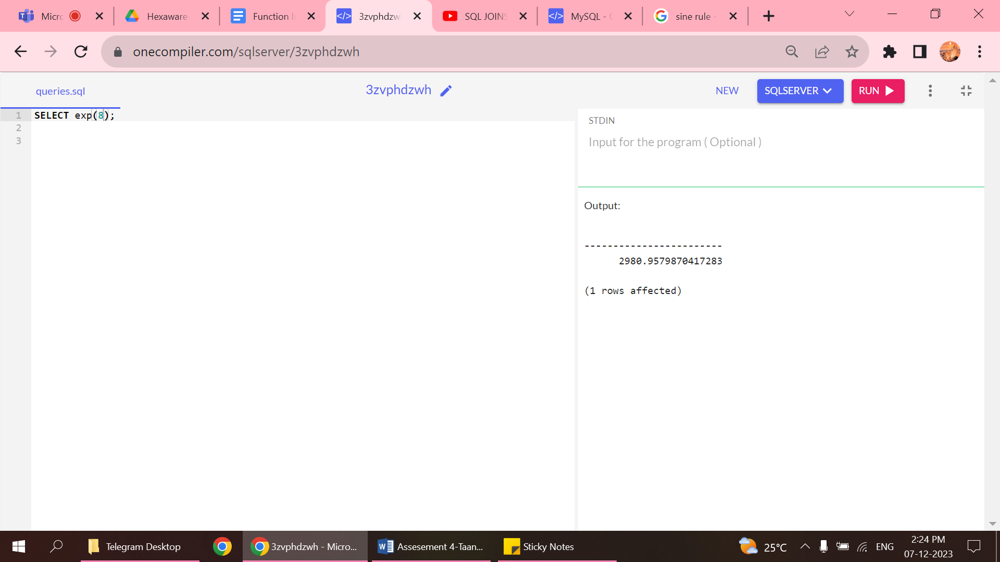 Micro
Hexaware-
Function I
3zvphdzw
SQL JOINS
MySQL -
sine rule -
onecompiler.com/sqlserver/3zvphdzwh
queries.sql
3zvphdzwh
NEW
SQLSERVER
RUN
1 SELECT exp(8);
2
3
STDIN
Input for the program ( Optional )
Output:
------------------------
2980.9579870417283
(1 rows affected)
Telegram Desktop
3zvphdzwh - Micro...
Assesement 4-Taan...
Sticky Notes
25°C
ENG
2:24 PM
07-12-2023